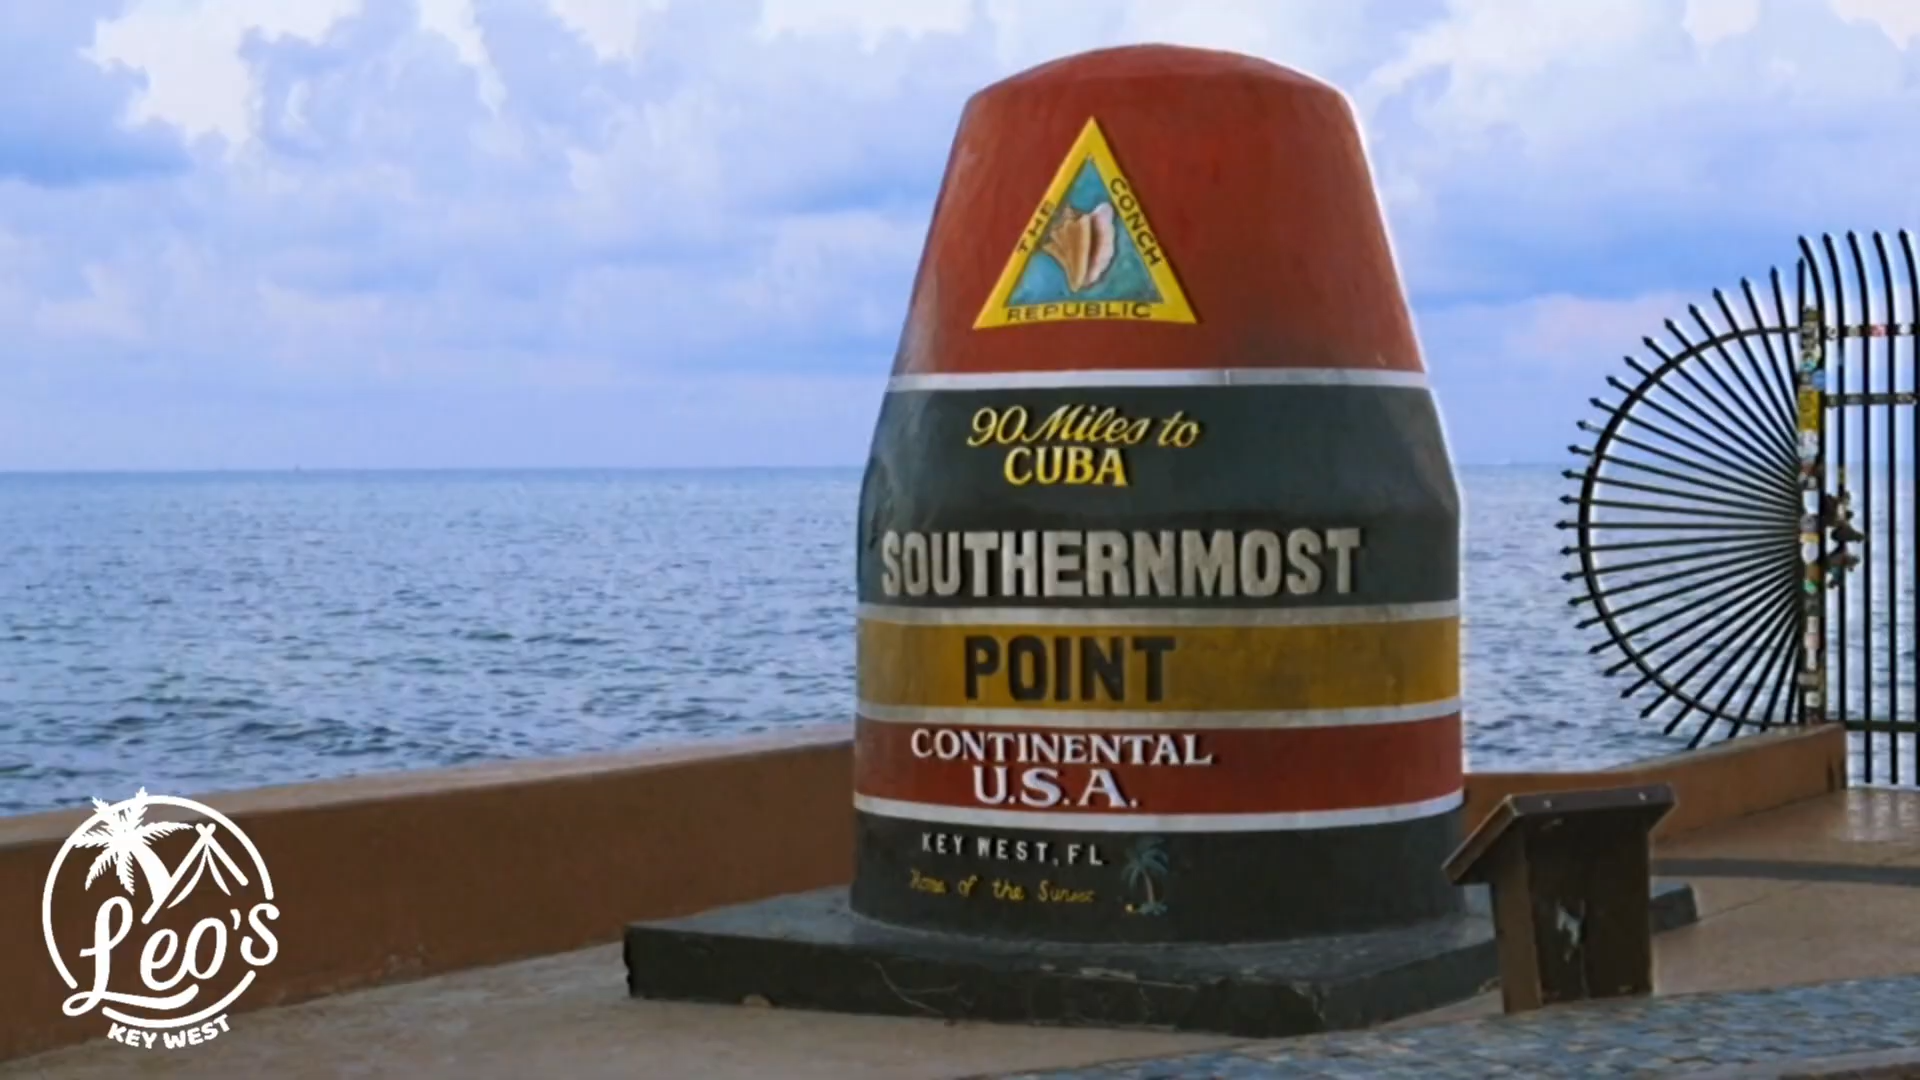 THE CONCH
REPUBLIC
90 Miles to
CUBA
SOUTHERNMOST
POINT
CONTINENTAL
U.S.A.
KEY WEST, FL
Home of the Sunset
Leo's
KEY WEST